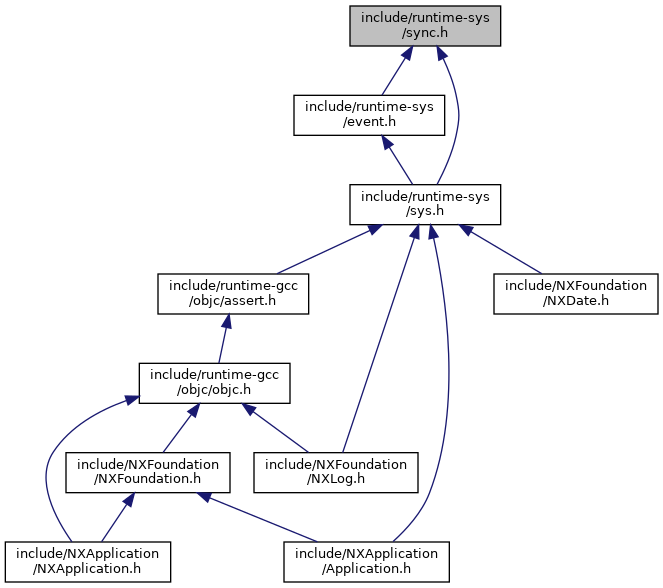 include/runtime-sys
/sync.h
include/runtime-sys
/event.h
include/runtime-sys
/sys.h
include/runtime-gcc
/objc/assert.h
include/NXFoundation
/NXDate.h
include/runtime-gcc
/objc/objc.h
include/NXFoundation
/NXFoundation.h
include/NXFoundation
/NXLog.h
include/NXApplication
/NXApplication.h
include/NXApplication
/Application.h